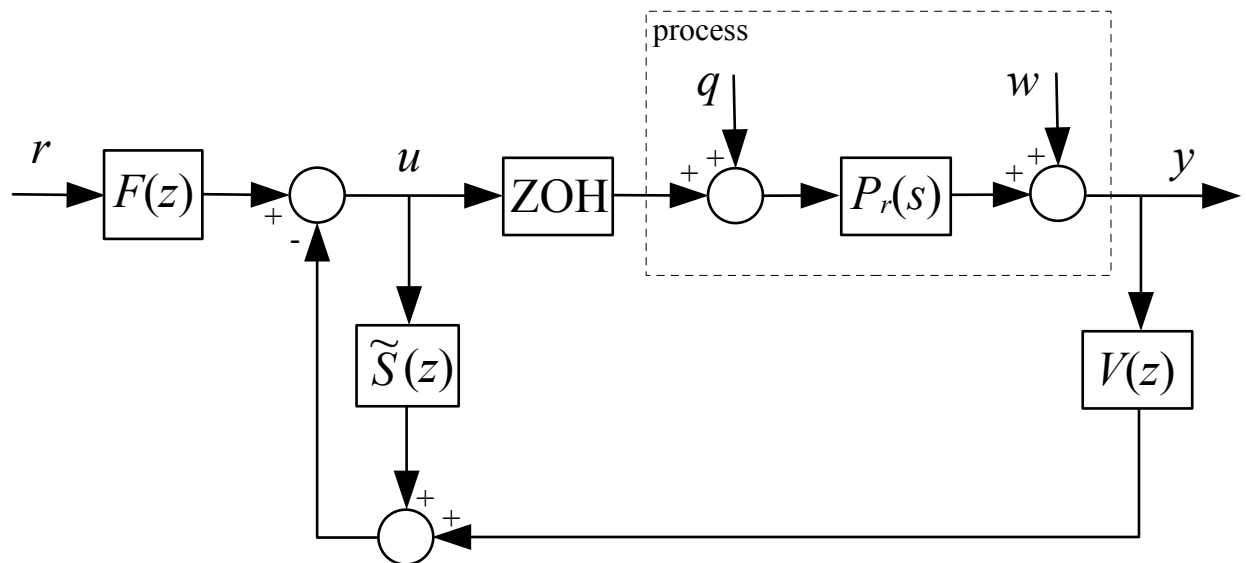 process
q
w
r
u
y
F(z)
ZOH
P_r(s)
+
-
+
+
+
+
S̃(z)
V(z)
+
+